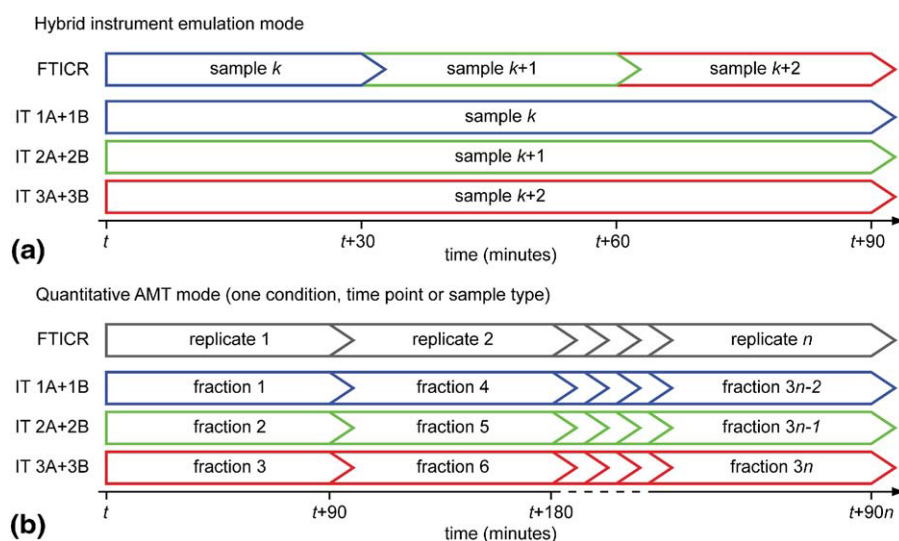 Hybrid instrument emulation mode
FTICR sample k sample k+1 sample k+2
IT 1A+1B sample k
IT 2A+2B sample k+1
IT 3A+3B sample k+2
t t+30 t+60 t+90
(a) time (minutes)
Quantitative AMT mode (one condition, time point or sample type)
FTICR replicate 1 replicate 2 replicate n
IT 1A+1B fraction 1 fraction 4 fraction 3n-2
IT 2A+2B fraction 2 fraction 5 fraction 3n-1
IT 3A+3B fraction 3 fraction 6 fraction 3n
t t+90 t+180 t+90n
(b) time (minutes)